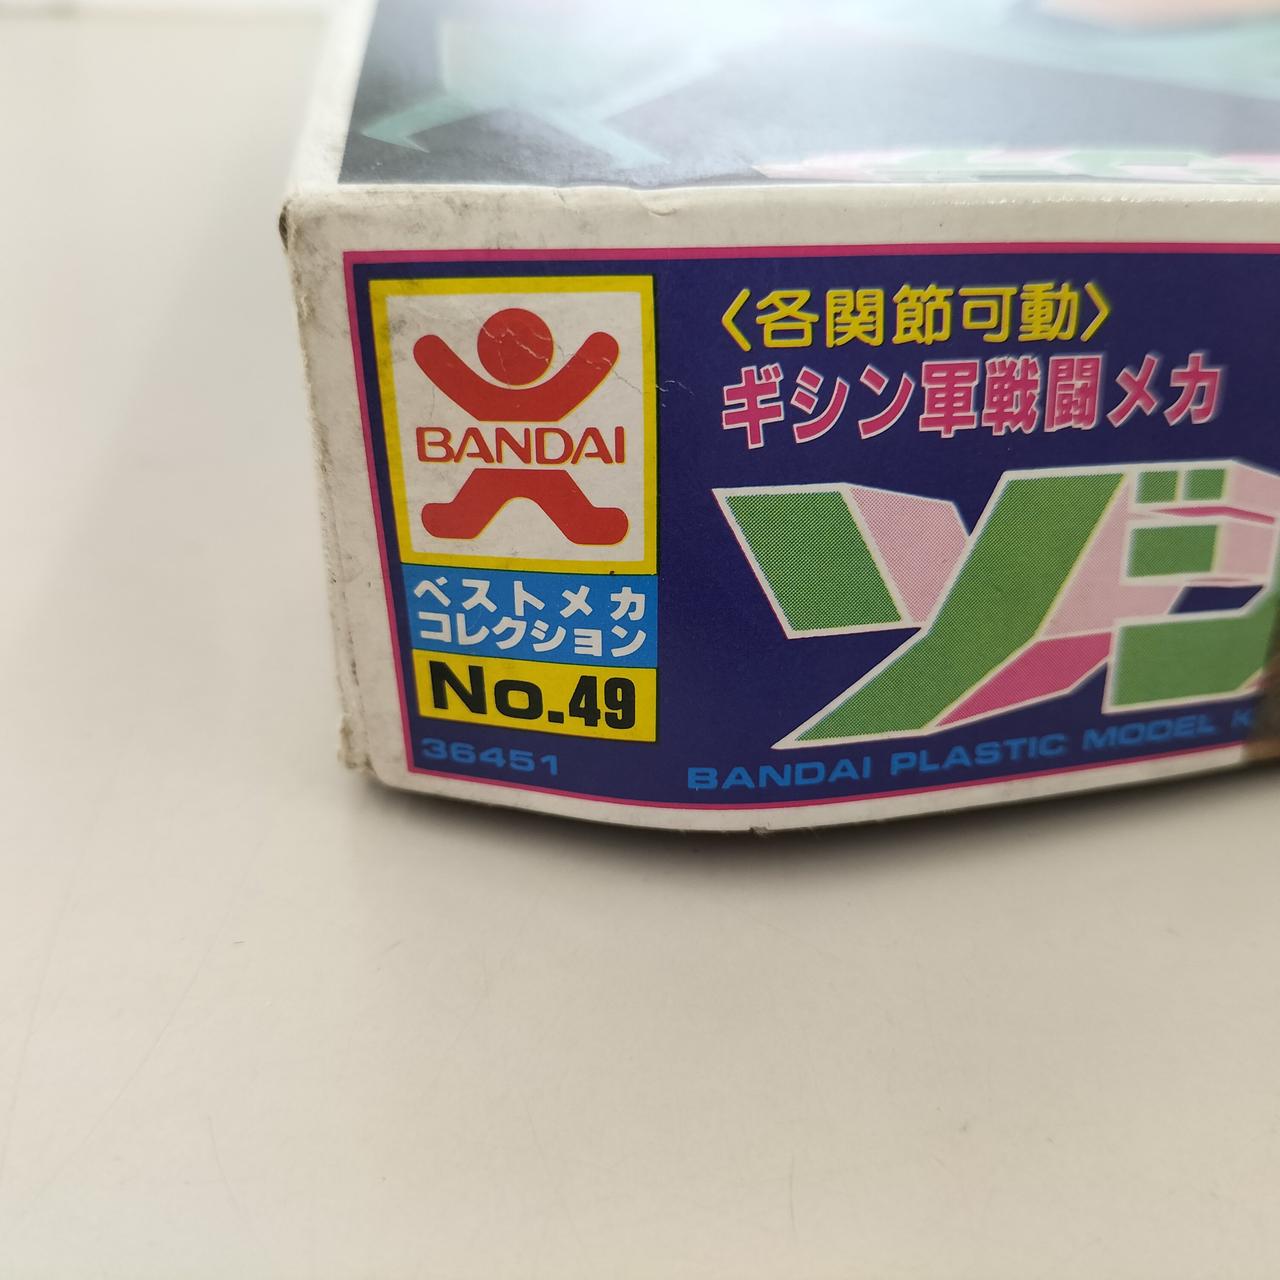 BANDAI
ベストメカ
コレクション
No.49
36451
〈各関節可動〉
ギシン軍戦闘メカ
BANDAI PLASTIC MODEL K